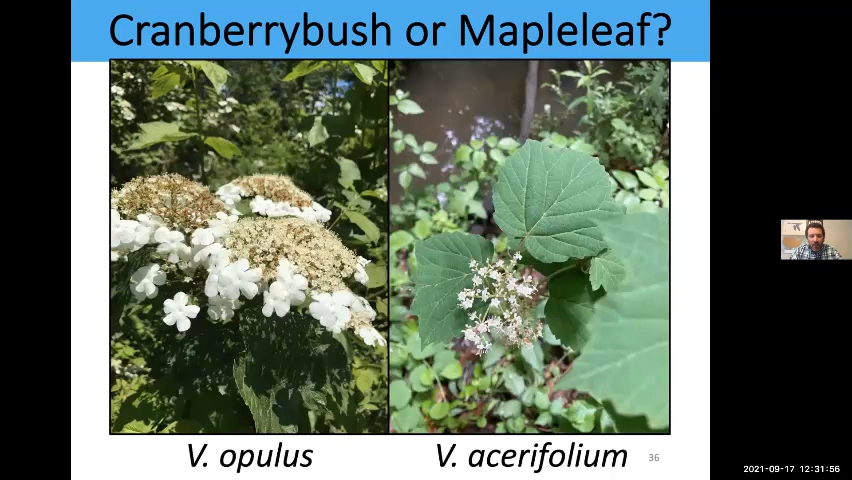 Cranberrybush or Mapleleaf?
V. opulus
V. acerifolium
36
2021-09-17 12:31:56